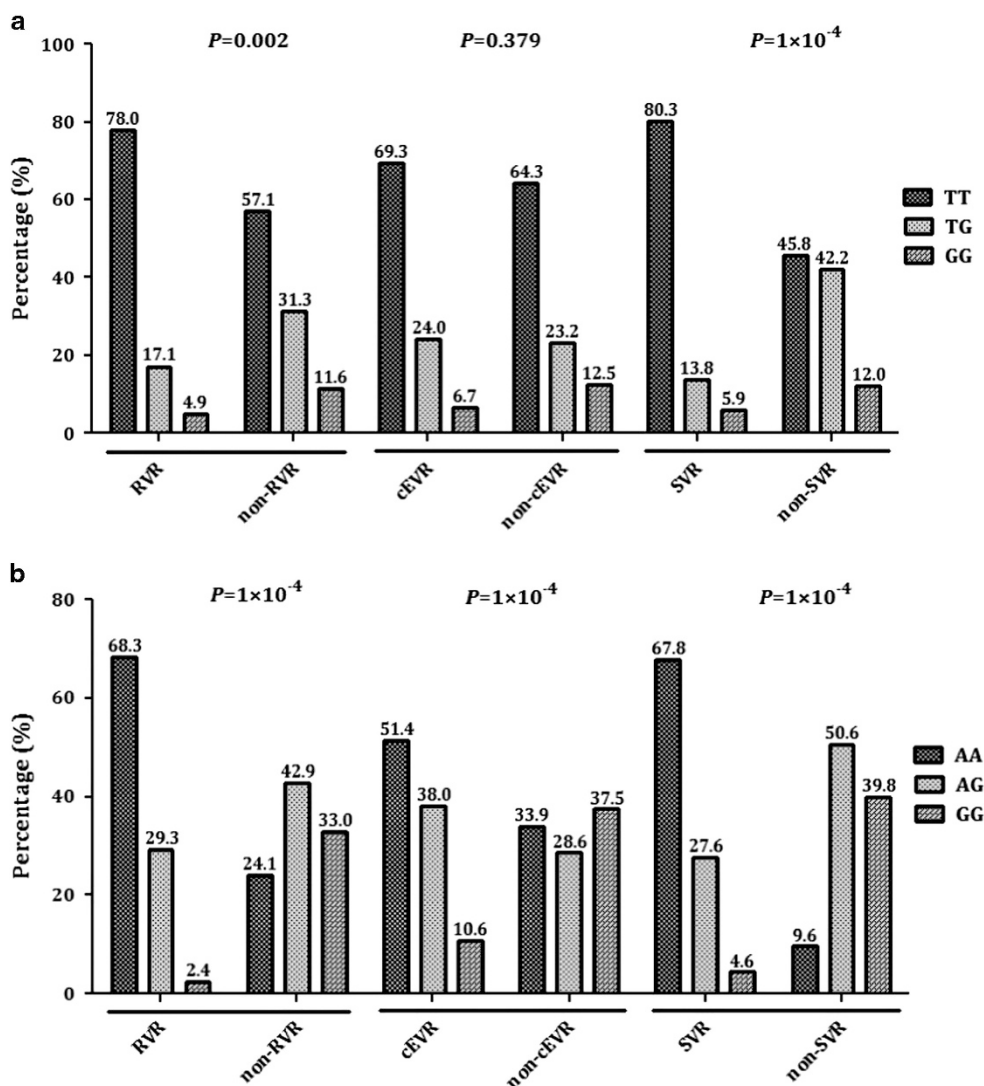 a
P=0.002 P=0.379 P=1×10⁻⁴
100
80
60
40
20
0
Percentage (%)
78.0 17.1 4.9 57.1 31.3 11.6 69.3 24.0 6.7 64.3 23.2 12.5 80.3 13.8 5.9 45.8 42.2 12.0
TT
TG
GG
RVR non-RVR cEVR non-cEVR SVR non-SVR
b
P=1×10⁻⁴ P=1×10⁻⁴ P=1×10⁻⁴
80
60
40
20
0
Percentage (%)
68.3 29.3 2.4 24.1 42.9 33.0 51.4 38.0 10.6 33.9 28.6 37.5 67.8 27.6 4.6 9.6 50.6 39.8
AA
AG
GG
RVR non-RVR cEVR non-cEVR SVR non-SVR